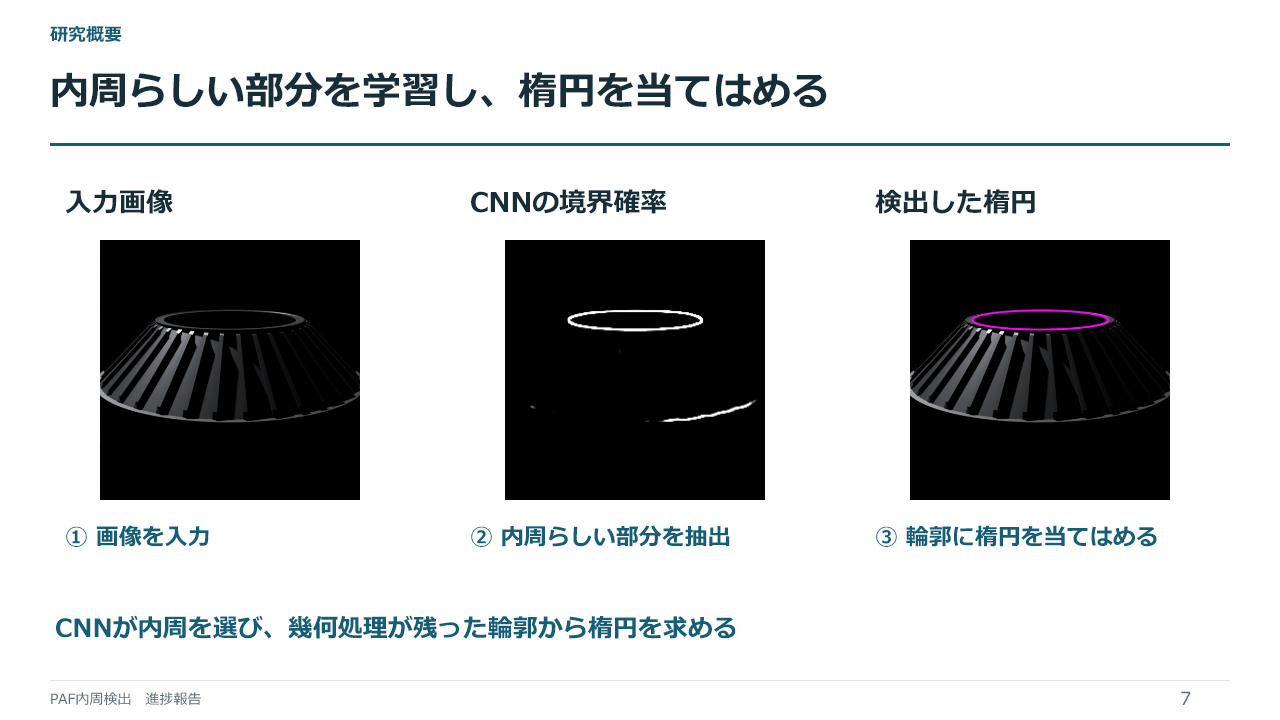 研究概要
内周らしい部分を学習し、楕円を当てはめる
入力画像
CNNの境界確率
検出した楕円
① 画像を入力
② 内周らしい部分を抽出
③ 輪郭に楕円を当てはめる
CNNが内周を選び、幾何処理が残った輪郭から楕円を求める
PAF内周検出　進捗報告
7